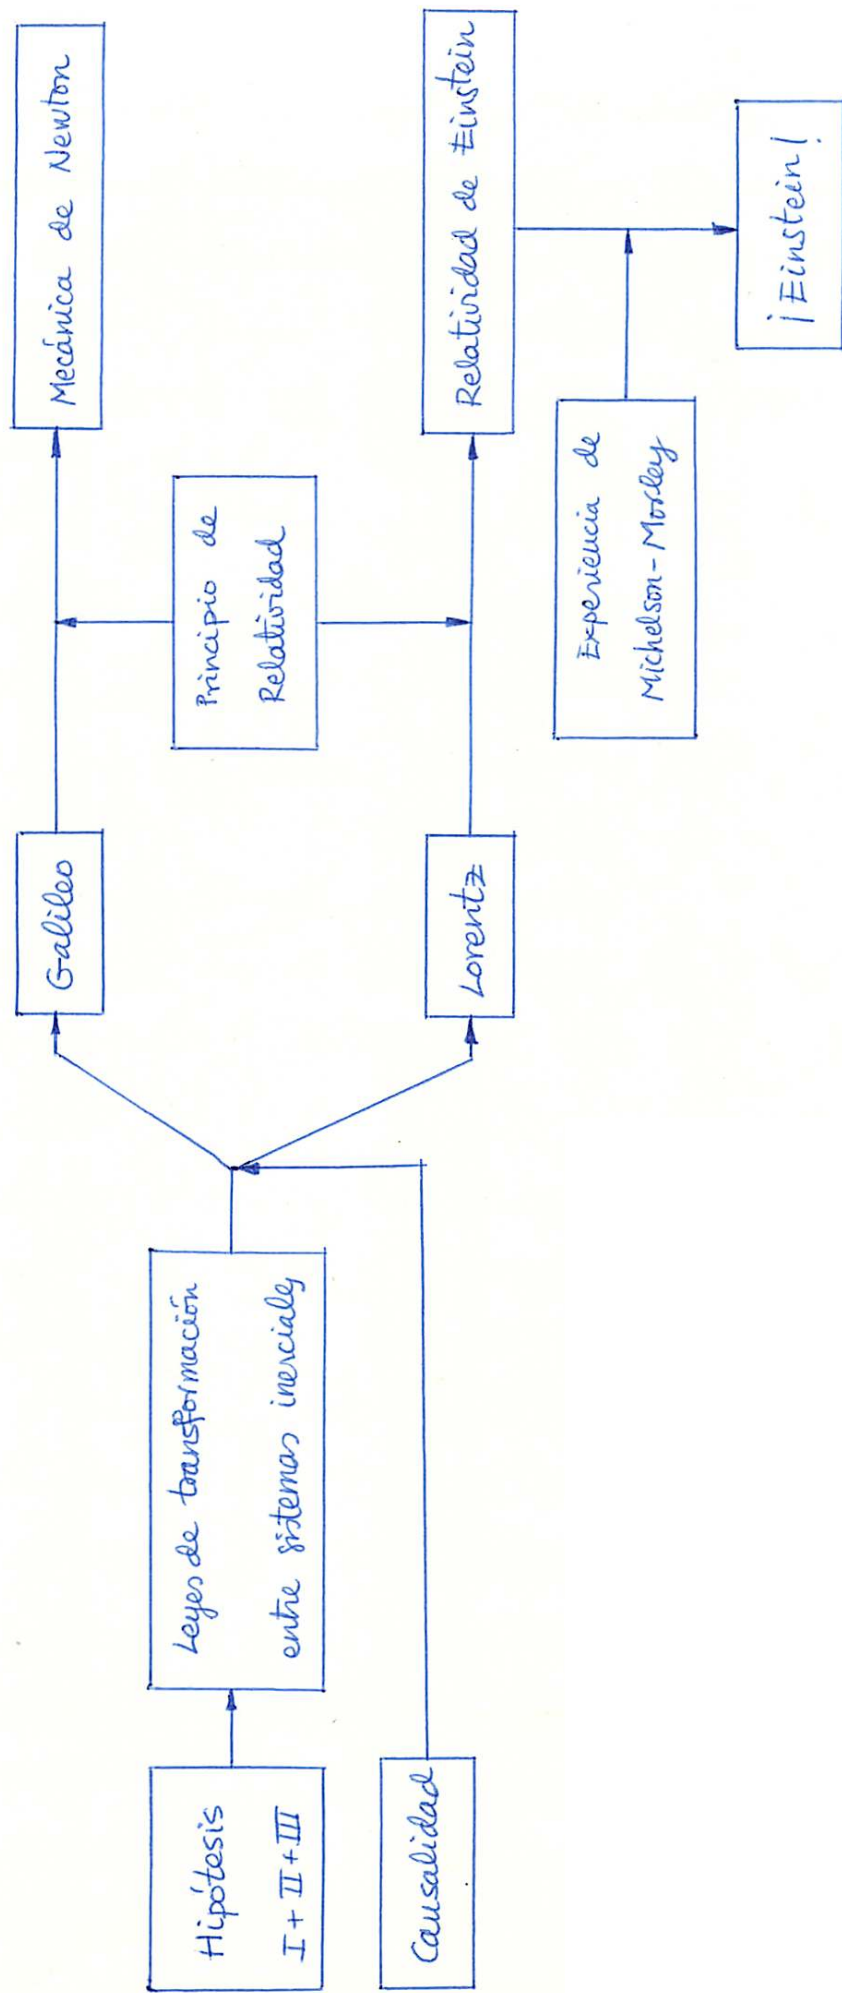 Hipótesis
I + II + III
Leyes de transformación
entre sistemas inerciales
Causalidad
Galileo
Lorentz
Principio de
Relatividad
Mecánica de Newton
Relatividad de Einstein
Experiencia de
Michelson-Morley
¡Einstein!